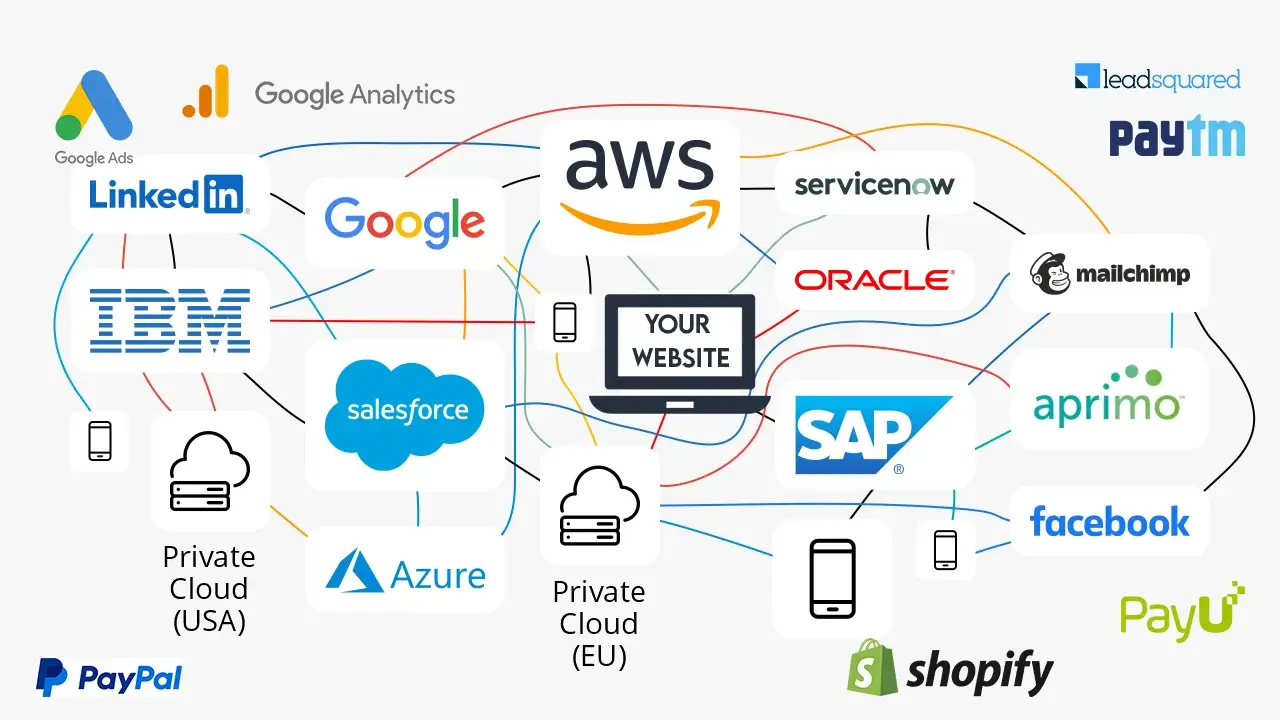 Google Ads
Google Analytics
leadsquared
paytm
LinkedIn
Google
aws
servicenow
ORACLE
mailchimp
IBM
YOUR
WEBSITE
salesforce
SAP
®
aprimo™
facebook
Azure
Private
Cloud
(USA)
Private
Cloud
(EU)
PayU
PayPal
shopify